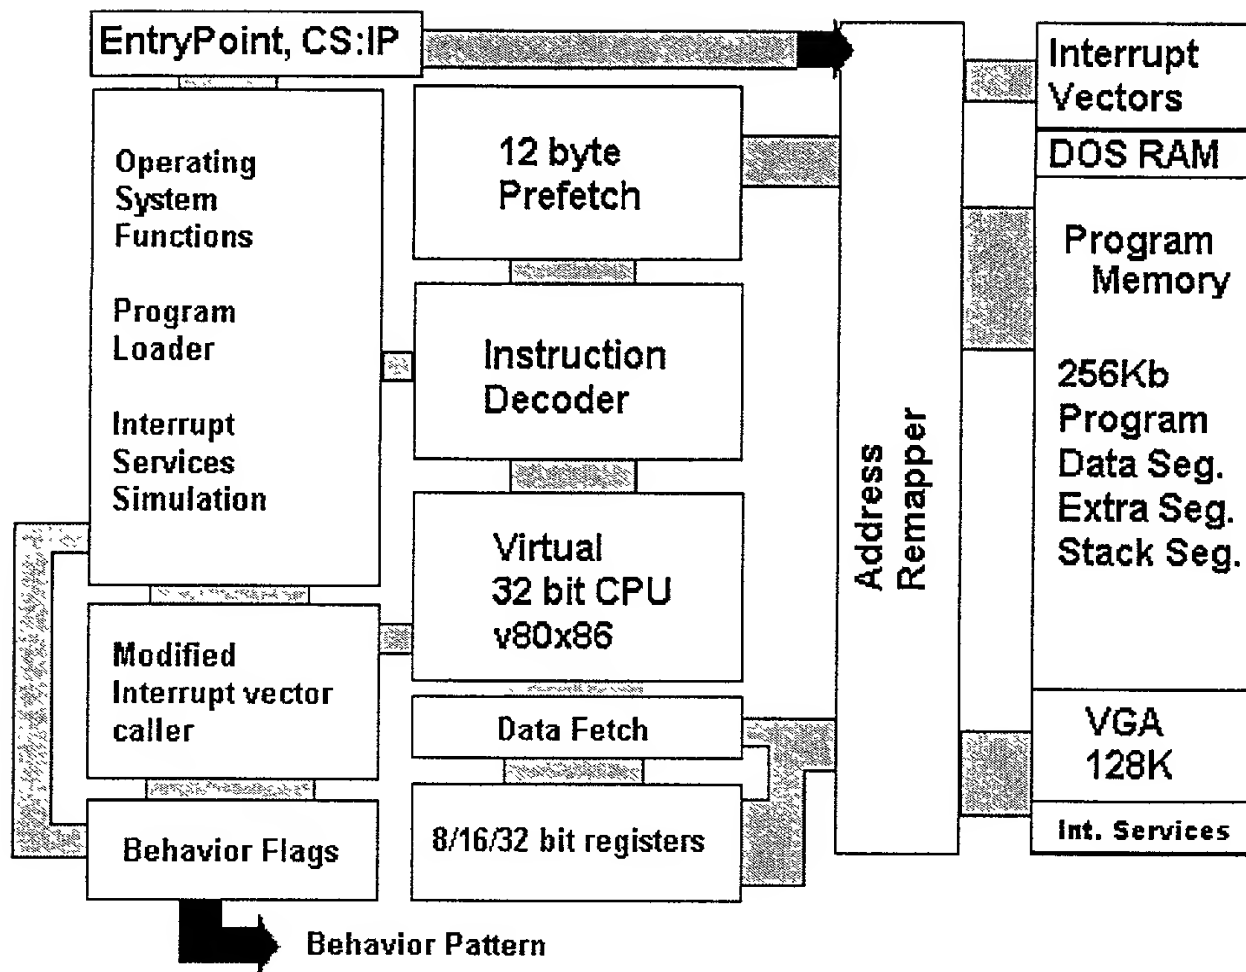 EntryPoint, CS:IP
Operating
System
Functions
Program
Loader
Interrupt
Services
Simulation
Modified
Interrupt vector
caller
Behavior Flags
Behavior Pattern
12 byte
Prefetch
Instruction
Decoder
Virtual
32 bit CPU
v80x86
Data Fetch
8/16/32 bit registers
Address
Remapper
Interrupt
Vectors
DOS RAM
Program
Memory
256Kb
Program
Data Seg.
Extra Seg.
Stack Seg.
VGA
128K
Int. Services